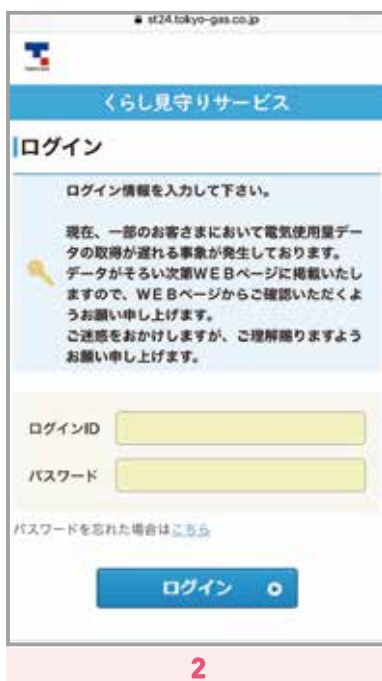 st24.tokyo-gas.co.jp
くらし見守りサービス
ログイン
ログイン情報を入力して下さい。
現在、一部のお客さまにおいて電気使用量デー
タの取得が遅れる事象が発生しております。
データがそろい次第WEBページに掲載いたし
ますので、WEBページからご確認いただくよ
うお願い申し上げます。
ご迷惑をおかけしますが、ご理解賜りますよう
お願い申し上げます。
ログインID
パスワード
パスワードを忘れた場合はこちら
ログイン
2